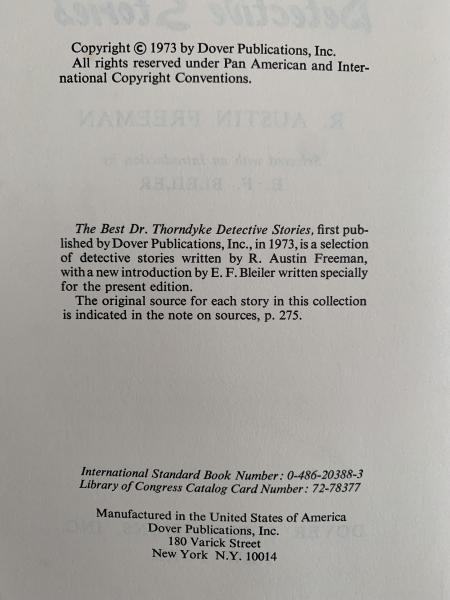 Copyright © 1973 by Dover Publications, Inc.
All rights reserved under Pan American and Inter-
national Copyright Conventions.
The Best Dr. Thorndyke Detective Stories, first pub-
lished by Dover Publications, Inc., in 1973, is a selection
of detective stories written by R. Austin Freeman,
with a new introduction by E. F. Bleiler written specially
for the present edition.
The original source for each story in this collection
is indicated in the note on sources, p. 275.
International Standard Book Number: 0-486-20388-3
Library of Congress Catalog Card Number: 72-78377
Manufactured in the United States of America
Dover Publications, Inc.
180 Varick Street
New York N.Y. 10014